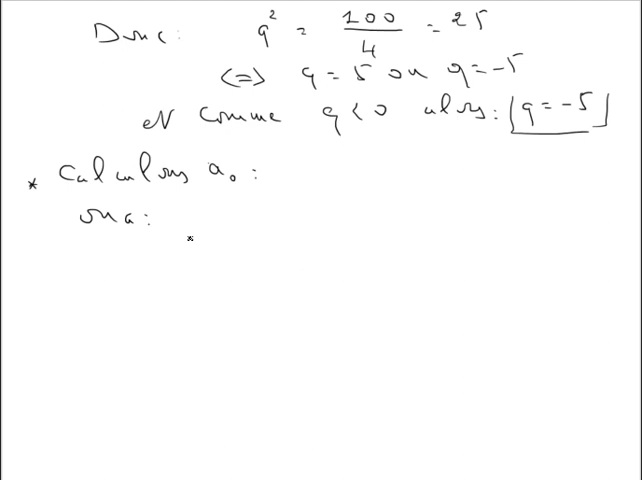 Donc: q² = 100/4 = 25
<=> q = 5 ou q = -5
et comme q < 0 alors: q = -5
* Calculons a₀:
on a: